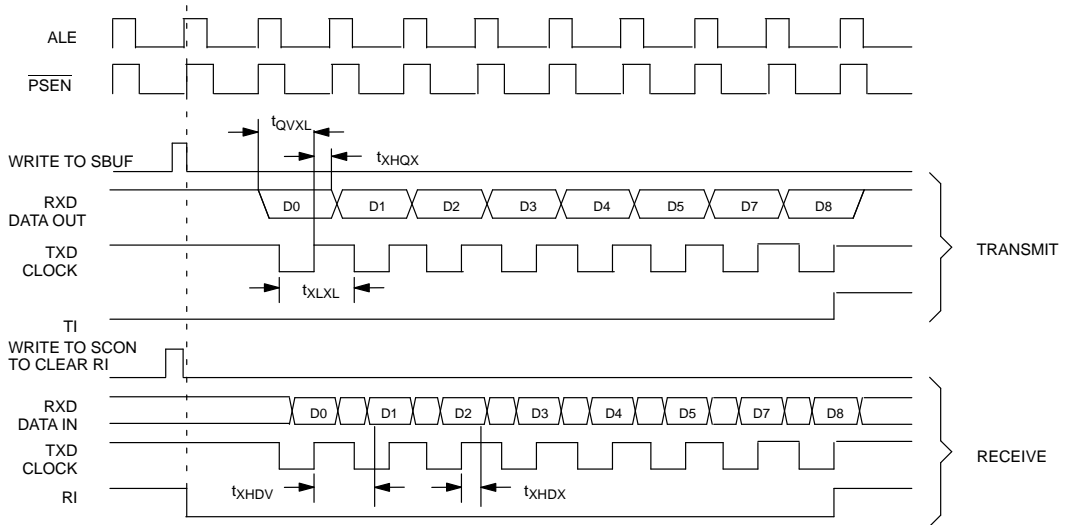 ALE
PSEN
tQVXL
tXHQX
WRITE TO SBUF
RXD
DATA OUT
D0 D1 D2 D3 D4 D5 D7 D8
TXD
CLOCK
TRANSMIT
tXLXL
TI
WRITE TO SCON
TO CLEAR RI
RXD
DATA IN
D0 D1 D2 D3 D4 D5 D7 D8
TXD
CLOCK
RECEIVE
tXHDV
tXHDX
RI